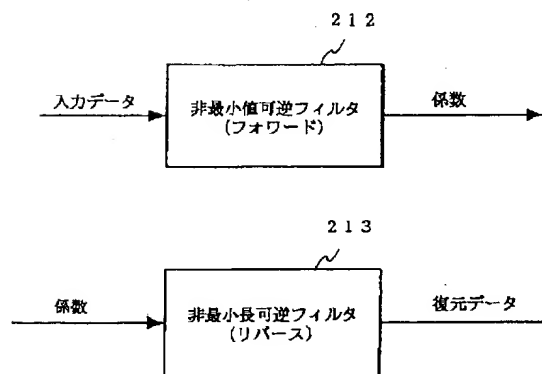 212
入力データ
非最小値可逆フィルタ
(フォワード)
係数
213
係数
非最小長可逆フィルタ
(リバース)
復元データ